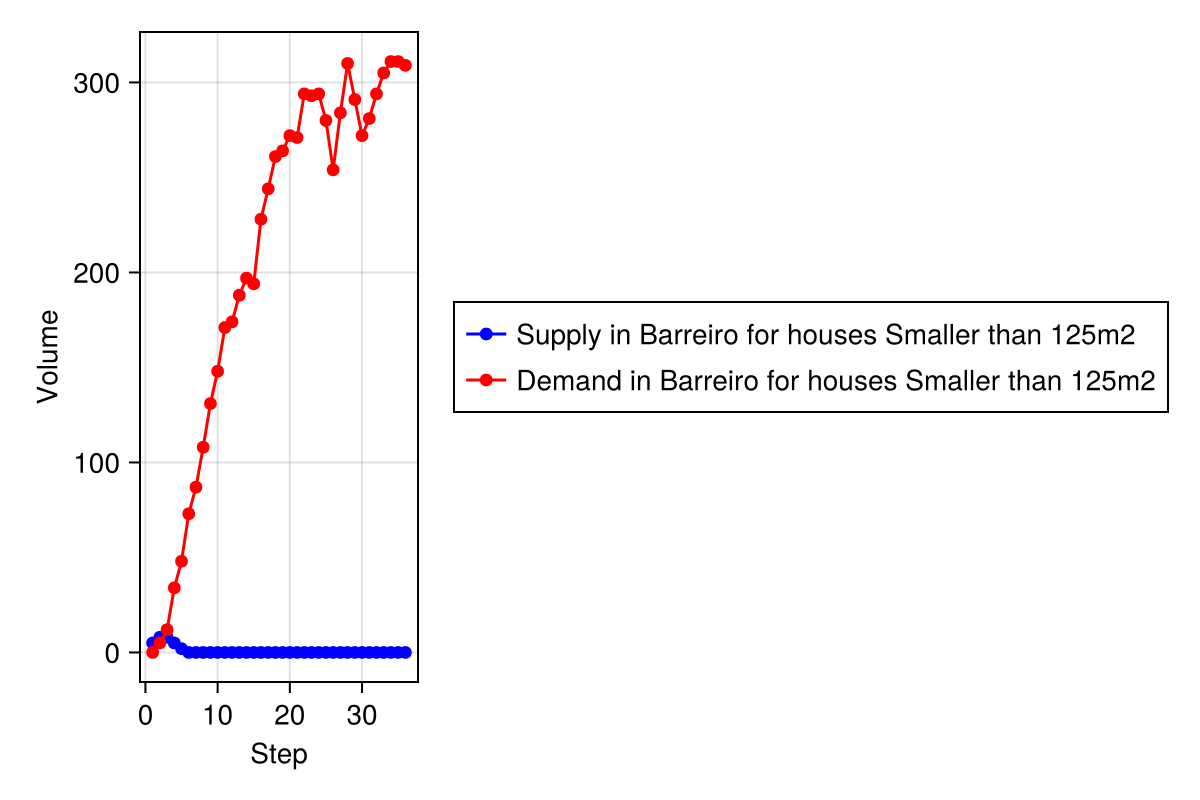 300
200
100
0
Volume
0 10 20 30
Step
Supply in Barreiro for houses Smaller than 125m2
Demand in Barreiro for houses Smaller than 125m2